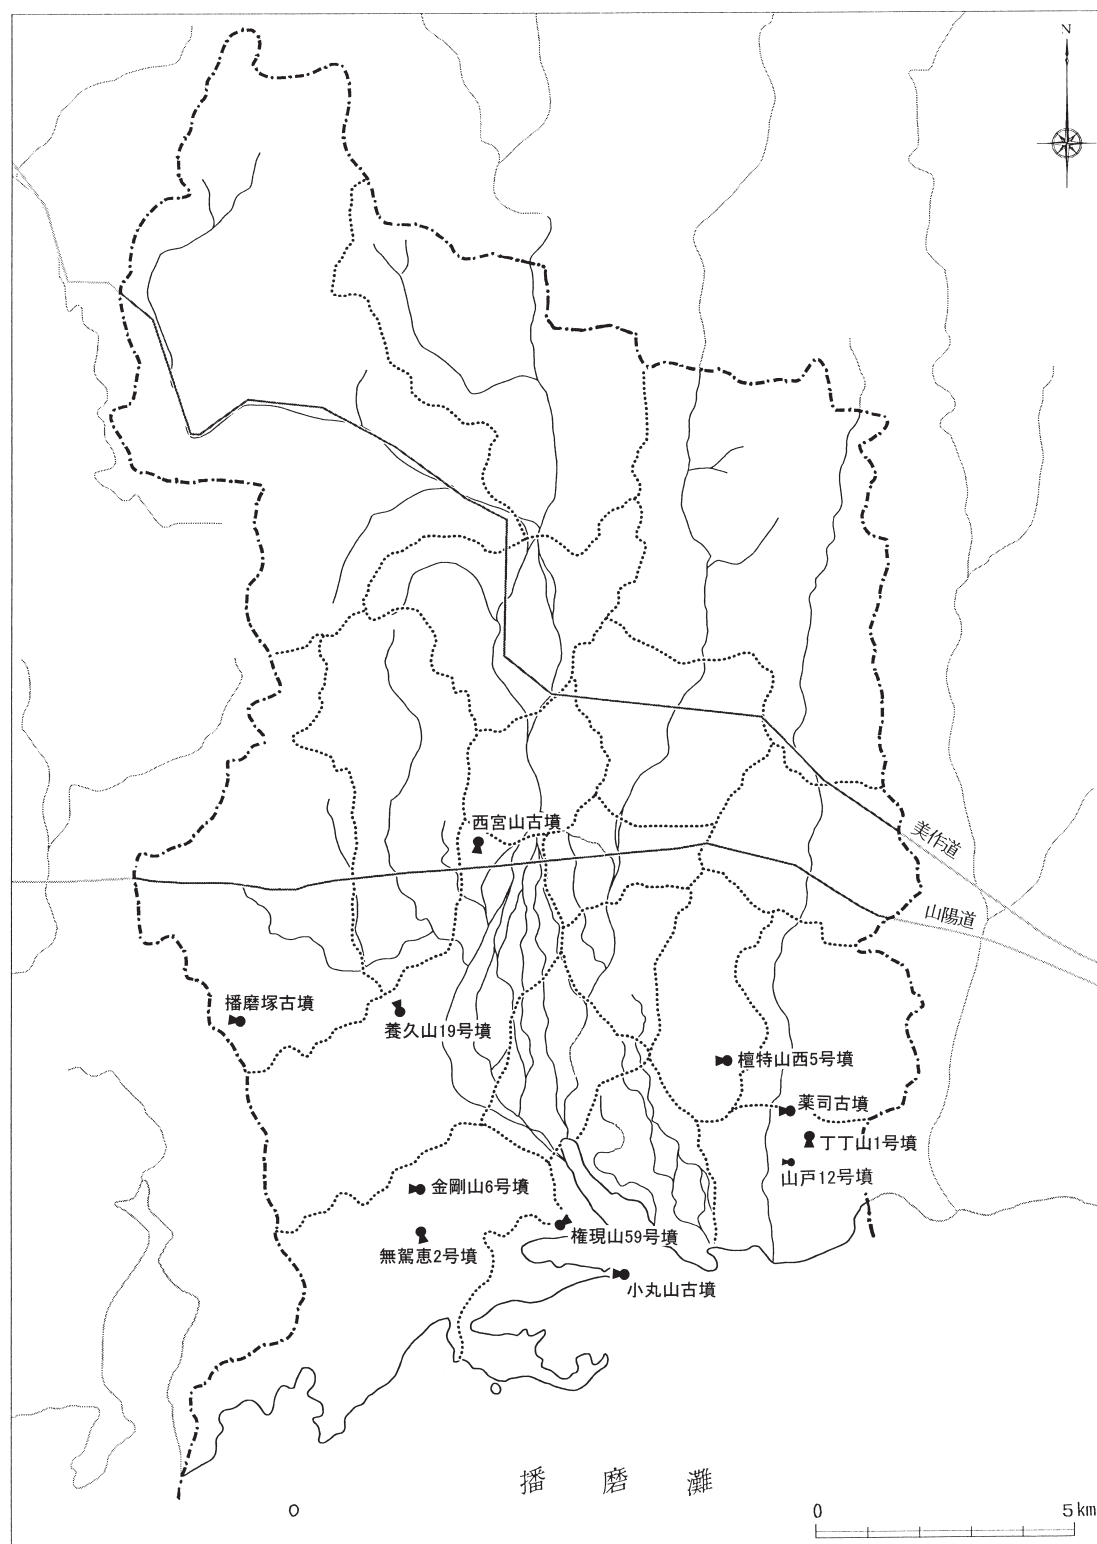 N
西宮山古墳
美作道
山陽道
播磨塚古墳
養久山19号墳
檀特山西5号墳
薬司古墳
丁丁山1号墳
山戸12号墳
金剛山6号墳
権現山59号墳
無駕恵2号墳
小丸山古墳
播磨灘
0 5km